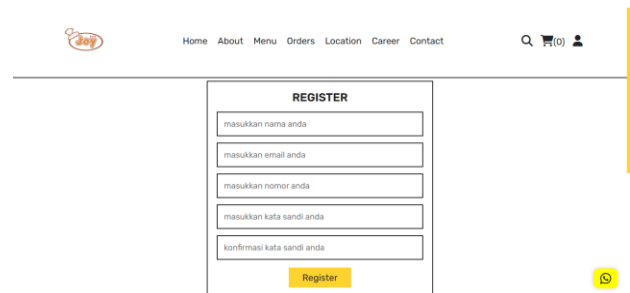 Joy
Home About Menu Orders Location Career Contact
(0)
REGISTER
masukkan nama anda
masukkan email anda
masukkan nomor anda
masukkan kata sandi anda
konfirmasi kata sandi anda
Register